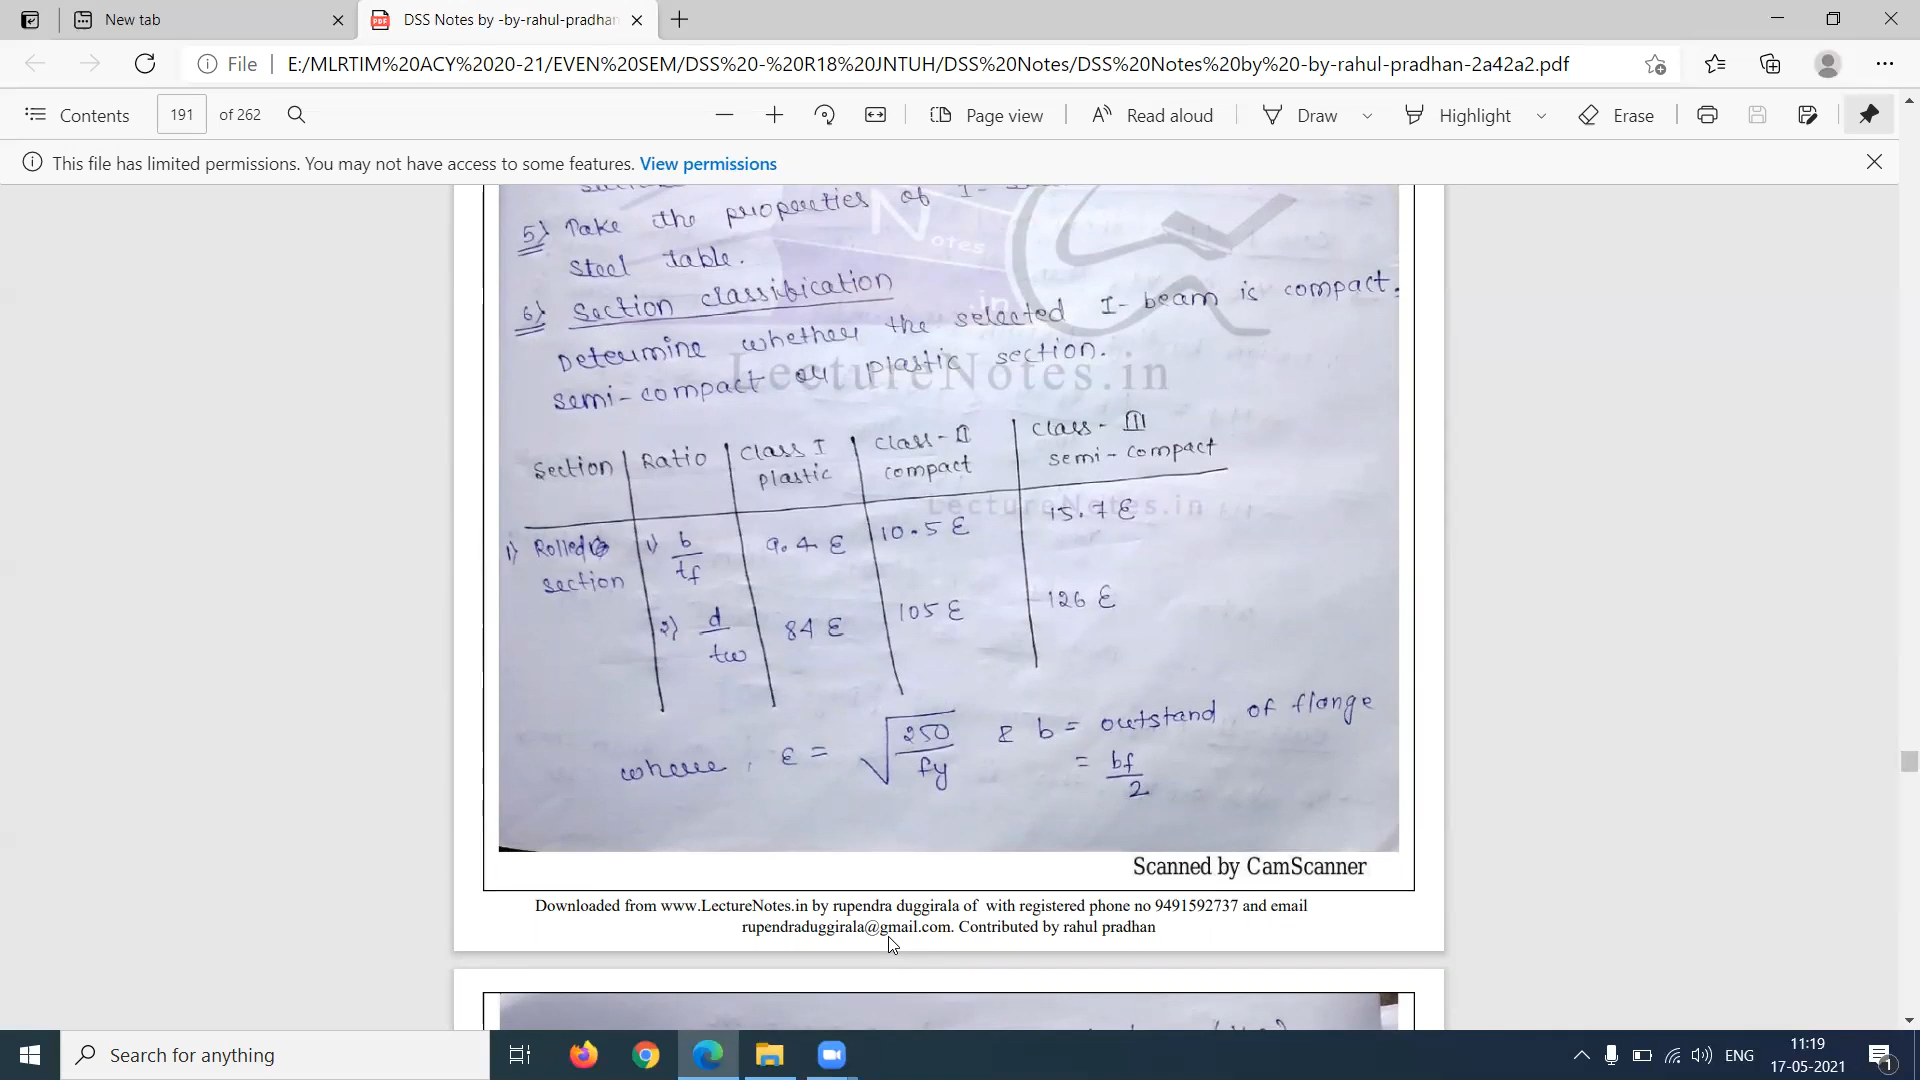 New tab
DSS Notes by -by-rahul-pradhan
File
E:/MLRTIM%20ACY%2020-21/EVEN%20SEM/DSS%20-%20R18%20JNTUH/DSS%20Notes/DSS%20Notes%20by%20-by-rahul-pradhan-2a42a2.pdf
Contents 191 of 262 Page view Read aloud Draw Highlight Erase
This file has limited permissions. You may not have access to some features. View permissions
5) Take the properties of I-
steel table.
6) Section classification
Determine whether the selected I-beam is compact.
semi-compact or plastic section.
LectureNotes.in
Section Ratio Class I plastic Class-II compact Class-III semi-compact
LectureNotes.in
1) Rolled section 1) b/tf 9.4 ε 10.5 ε 15.7 ε
2) d/tw 84 ε 105 ε 126 ε
where, ε = √250/fy & b = outstand of flange
= bf/2
Scanned by CamScanner
Downloaded from www.LectureNotes.in by rupendra duggirala of with registered phone no 9491592737 and email
rupendraduggirala@gmail.com. Contributed by rahul pradhan
Search for anything
ENG
11:19
17-05-2021
1